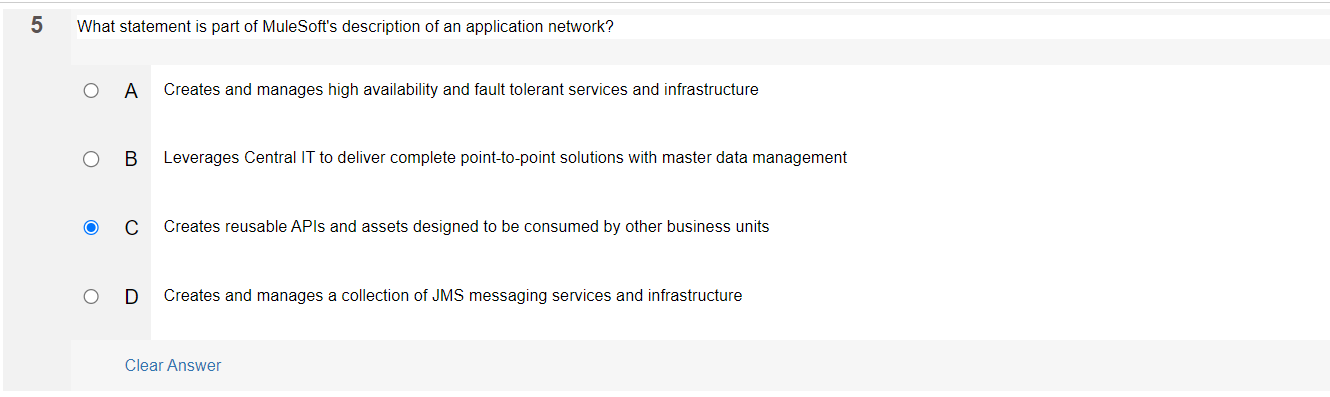 5 What statement is part of MuleSoft's description of an application network?
A Creates and manages high availability and fault tolerant services and infrastructure
B Leverages Central IT to deliver complete point-to-point solutions with master data management
C Creates reusable APIs and assets designed to be consumed by other business units
D Creates and manages a collection of JMS messaging services and infrastructure
Clear Answer